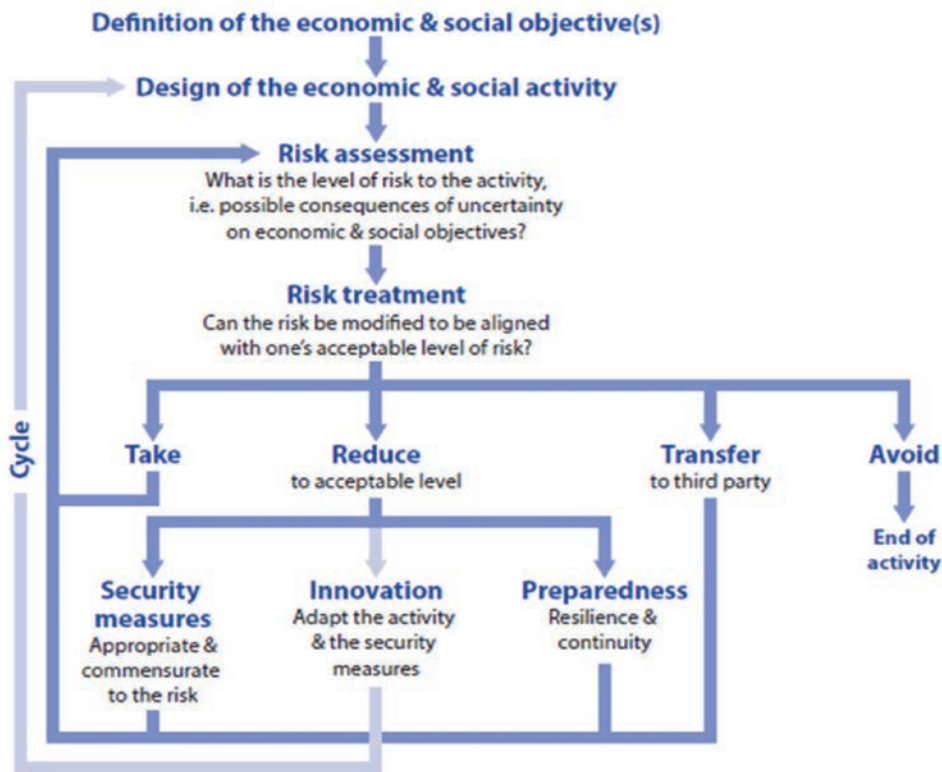 Definition of the economic & social objective(s)
Design of the economic & social activity
Risk assessment
What is the level of risk to the activity,
i.e. possible consequences of uncertainty
on economic & social objectives?
Risk treatment
Can the risk be modified to be aligned
with one's acceptable level of risk?
Cycle
Take
Reduce
to acceptable level
Transfer
to third party
Avoid
End of
activity
Security
measures
Appropriate &
commensurate
to the risk
Innovation
Adapt the activity
& the security
measures
Preparedness
Resilience &
continuity